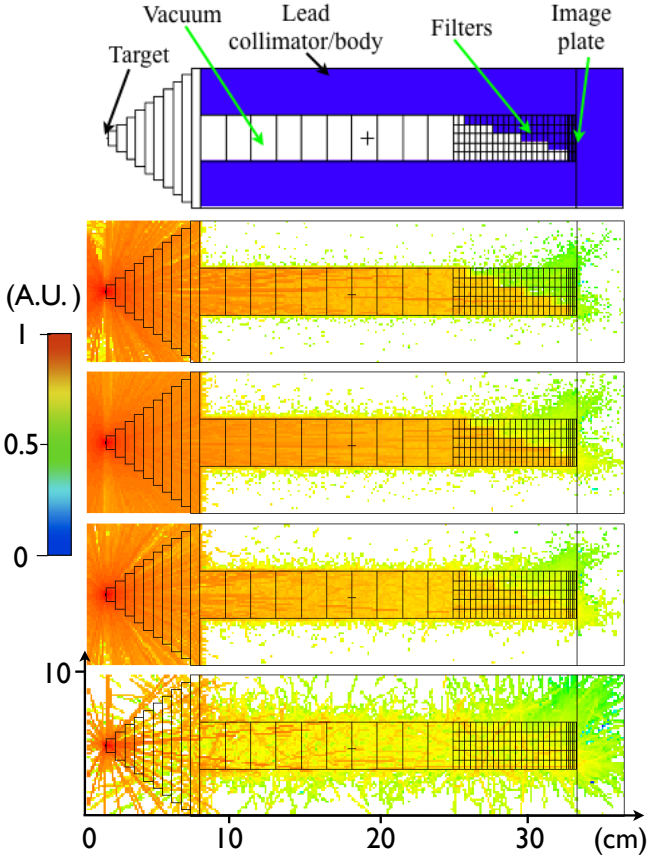 Vacuum
Lead
collimator/body
Filters
Image
plate
Target
(A.U.)
1
0.5
0
10
0
10
20
30
(cm)